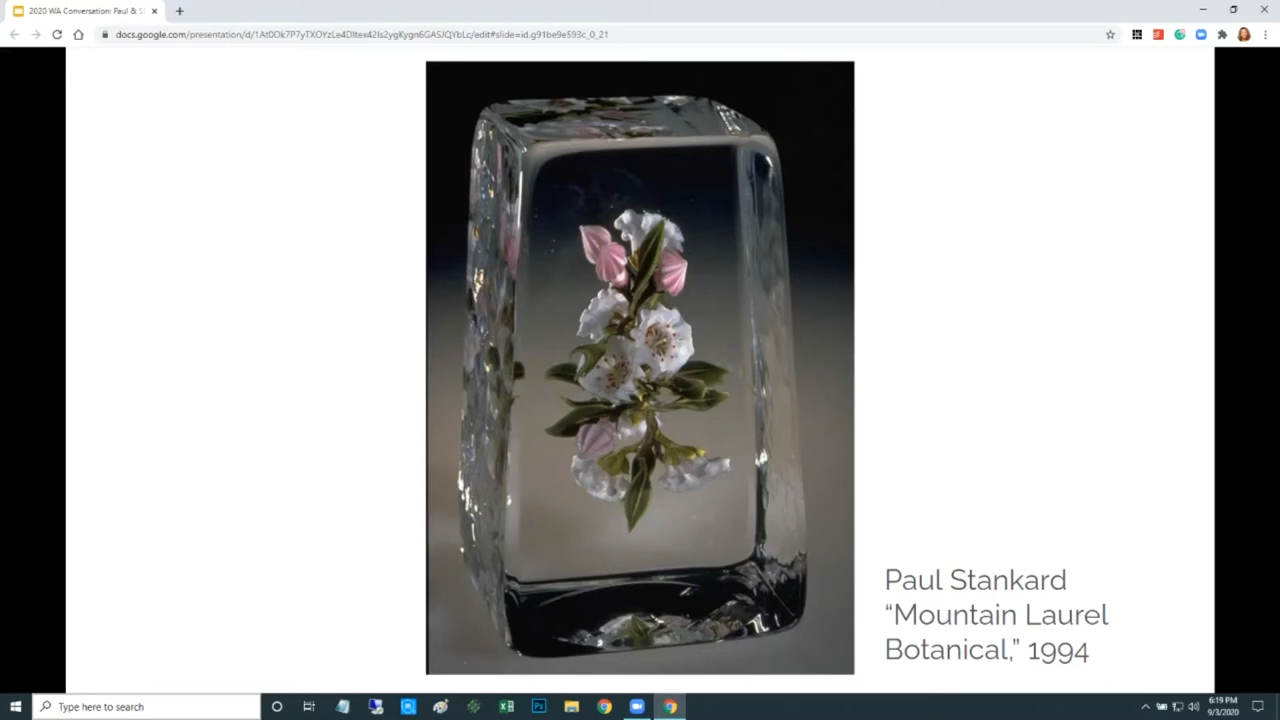 2020 WA Conversation: Paul & S
docs.google.com/presentation/d/1At0Ok7P7yTXOYzLe4DItex42Is2ygKygn6GASJQYbLc/edit#slide=id.g91be9e593c_0_21
Paul Stankard
“Mountain Laurel
Botanical,” 1994
Type here to search
6:19 PM
9/3/2020